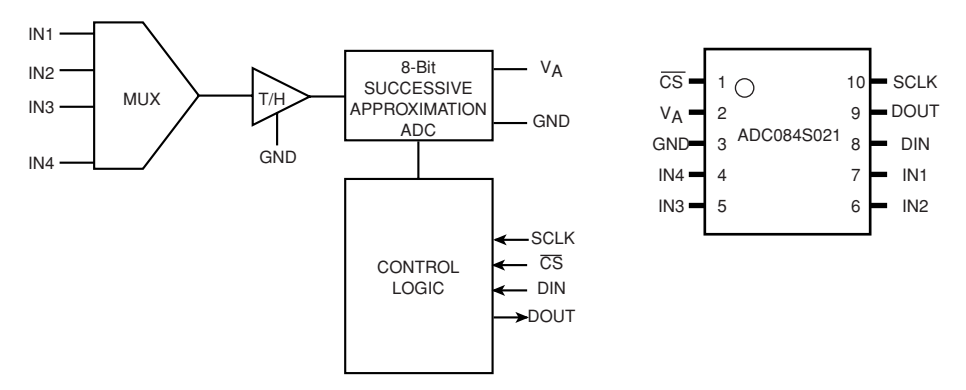 IN1
IN2
IN3
IN4
MUX
T/H
GND
8-Bit
SUCCESSIVE
APPROXIMATION
ADC
VA
GND
CONTROL
LOGIC
SCLK
CS
DIN
DOUT
CS 1 10 SCLK
VA 2 9 DOUT
ADC084S021
GND 3 8 DIN
IN4 4 7 IN1
IN3 5 6 IN2